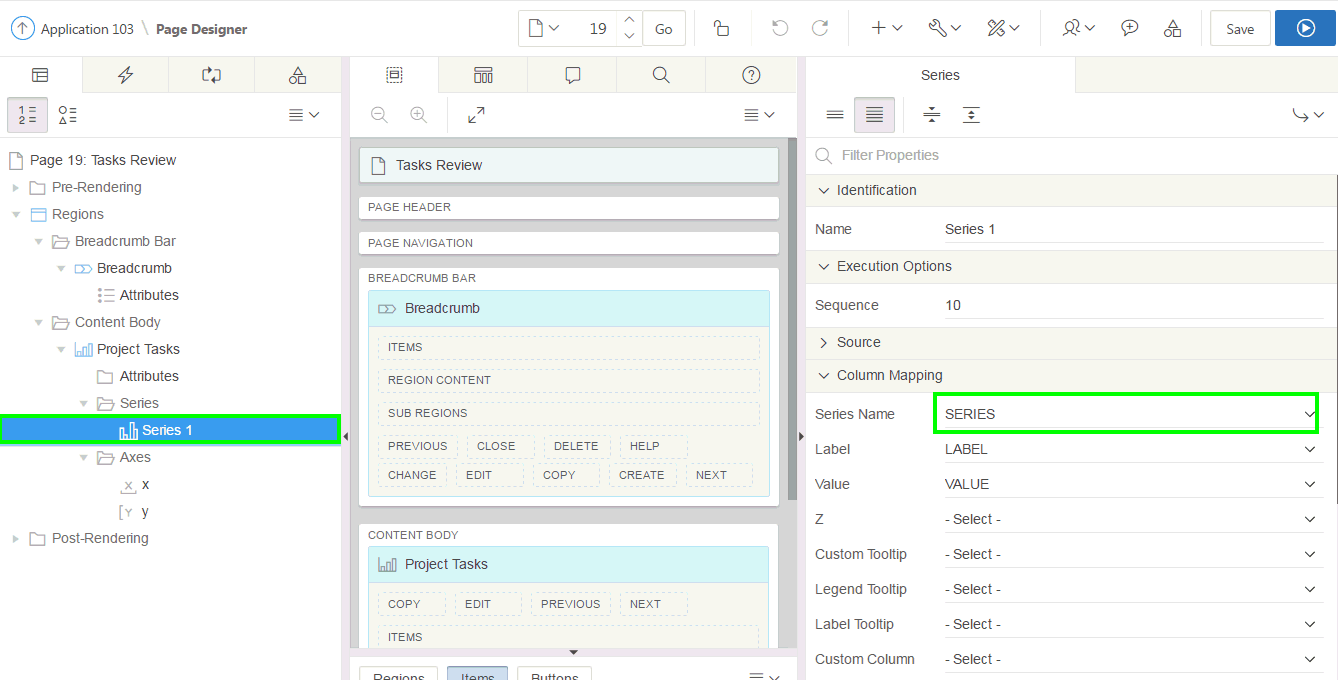 Application 103 \ Page Designer
19
Go
Save
Page 19: Tasks Review
Pre-Rendering
Regions
Breadcrumb Bar
Breadcrumb
Attributes
Content Body
Project Tasks
Attributes
Series
Series 1
Axes
x
y
Post-Rendering
Tasks Review
PAGE HEADER
PAGE NAVIGATION
BREADCRUMB BAR
Breadcrumb
ITEMS
REGION CONTENT
SUB REGIONS
PREVIOUS CLOSE DELETE HELP
CHANGE EDIT COPY CREATE NEXT
CONTENT BODY
Project Tasks
COPY EDIT PREVIOUS NEXT
ITEMS
Regions Items Buttons
Series
Filter Properties
Identification
Name Series 1
Execution Options
Sequence 10
Source
Column Mapping
Series Name SERIES
Label LABEL
Value VALUE
Z - Select -
Custom Tooltip - Select -
Legend Tooltip - Select -
Label Tooltip - Select -
Custom Column - Select -